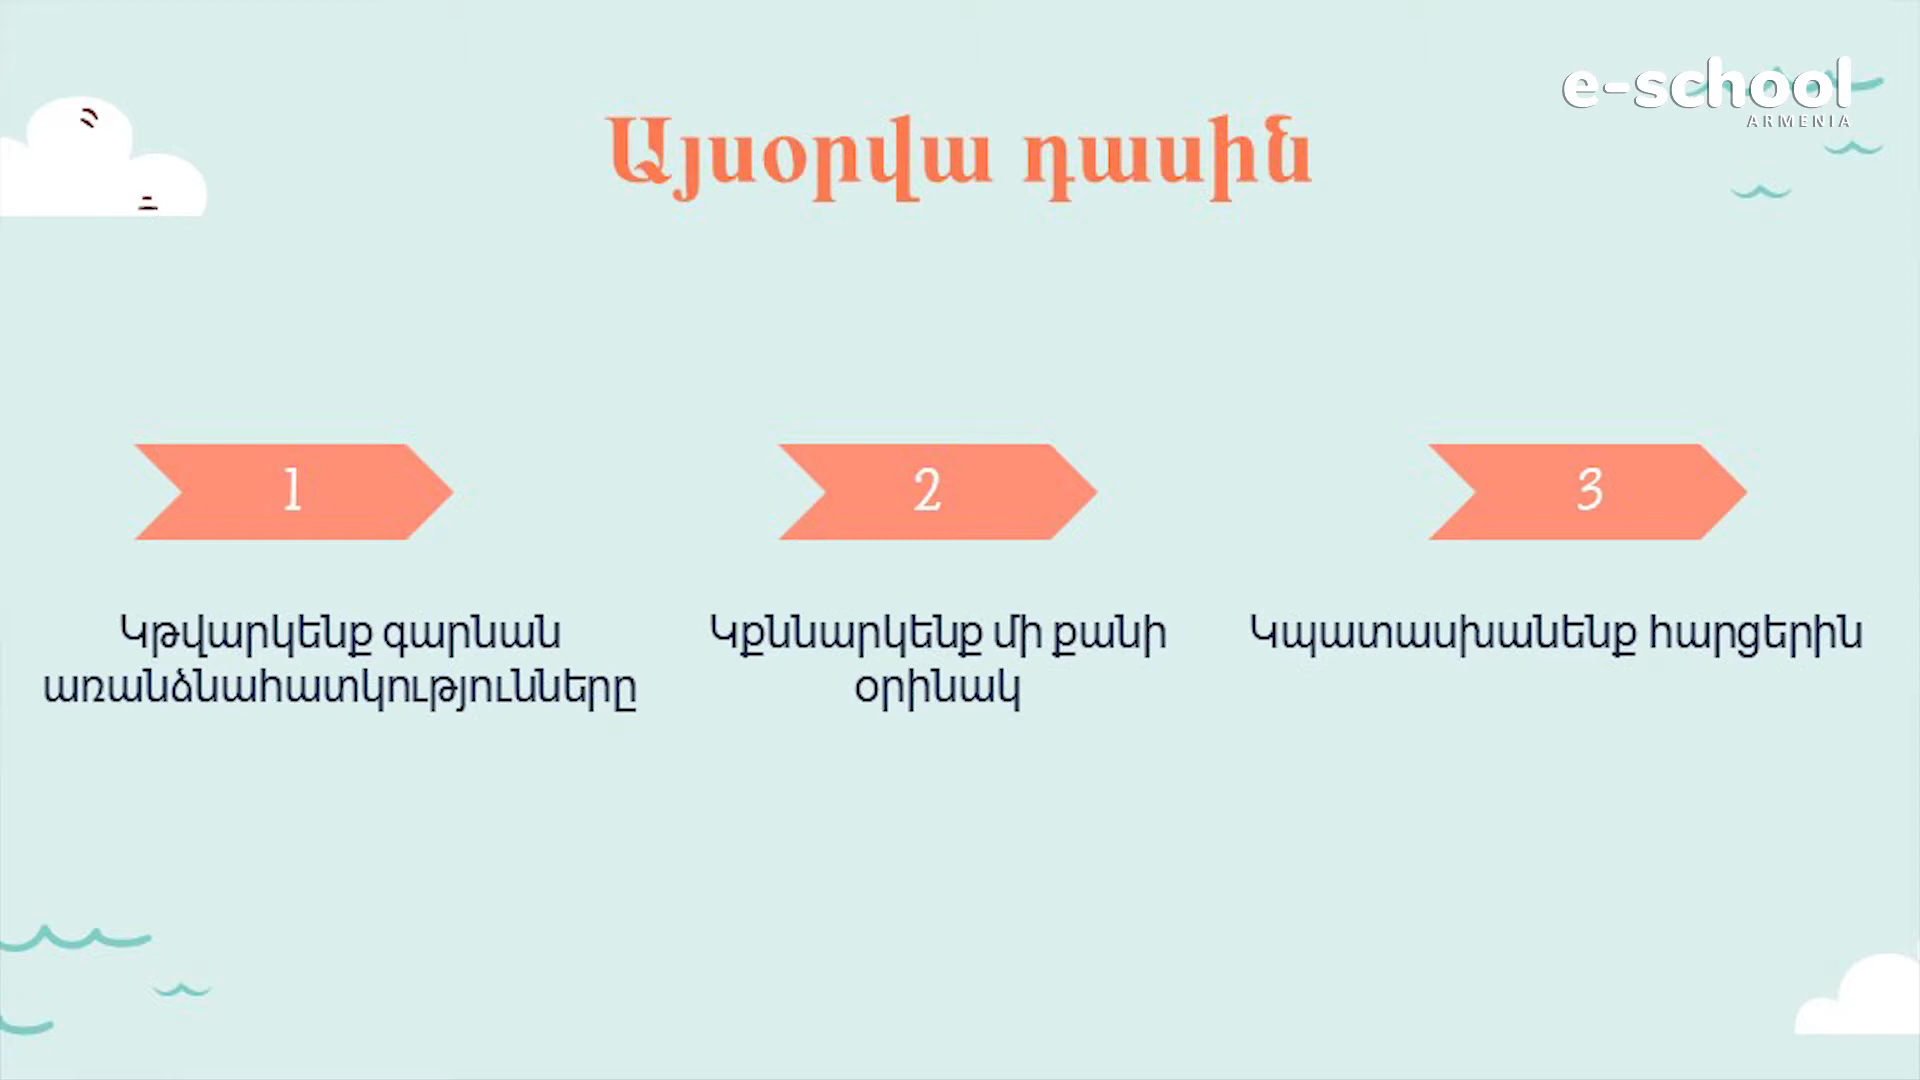 e-school
ARMENIA
Այսօրվա դասին
1
Կթվարկենք գարնան
առանձնահատկությունները
2
Կքննարկենք մի քանի
օրինակ
3
Կպատասխանենք հարցերին